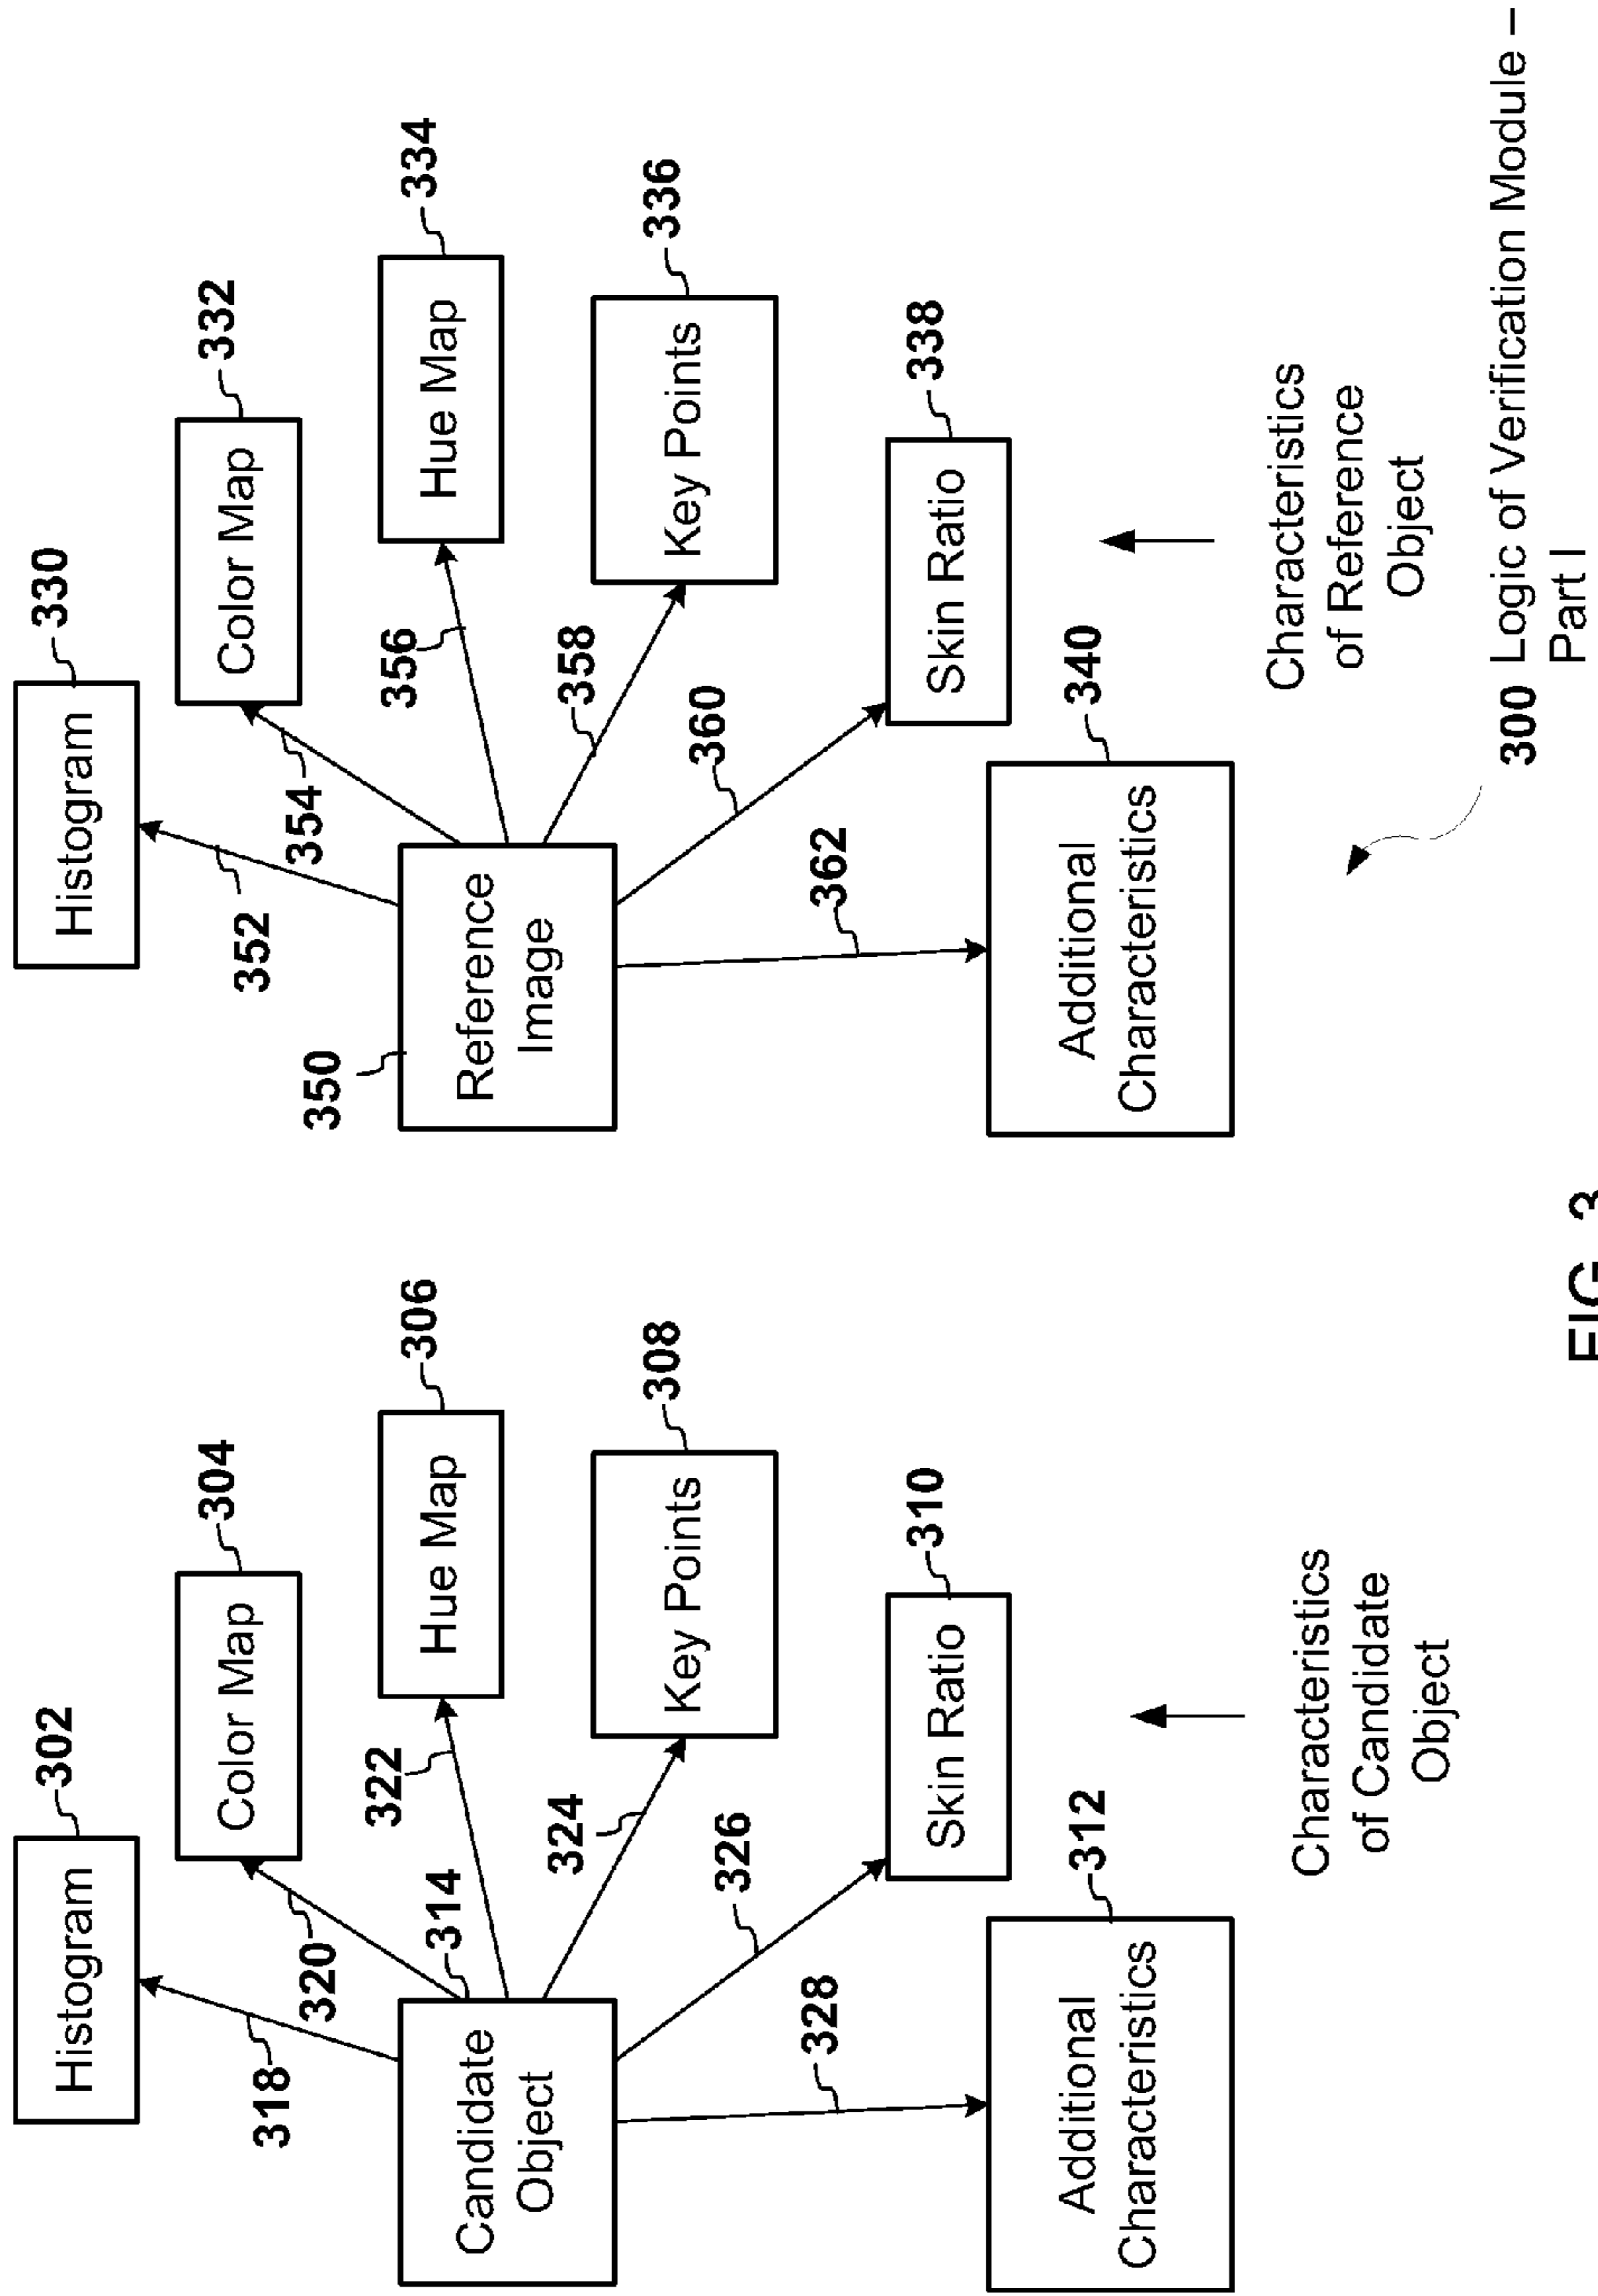 302
Histogram
304
Color Map
318
320
314
322
306
Hue Map
Candidate
Object
324
308
Key Points
326
310
Skin Ratio
328
312
Additional
Characteristics
Characteristics
of Candidate
Object
330
Histogram
332
Color Map
352
354
350
356
334
Hue Map
Reference
Image
358
336
Key Points
360
338
Skin Ratio
362
340
Additional
Characteristics
Characteristics
of Reference
Object
300 Logic of Verification Module –
Part I
FIG. 3